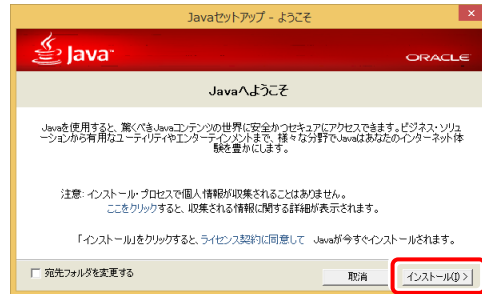 Javaセットアップ - ようこそ
Java
ORACLE
Javaへようこそ
Javaを使用すると、驚くべきJavaコンテンツの世界に安全かつセキュアにアクセスできます。ビジネス・ソリュ
ーションから有用なユーティリティやエンターテインメントまで、様々な分野でJavaはあなたのインターネット体
験を豊かにします。
注意: インストール・プロセスで個人情報が収集されることはありません。
ここをクリックすると、収集される情報に関する詳細が表示されます。
「インストール」をクリックすると、ライセンス契約に同意して Javaが今すぐインストールされます。
宛先フォルダを変更する
取消
インストール(I) >